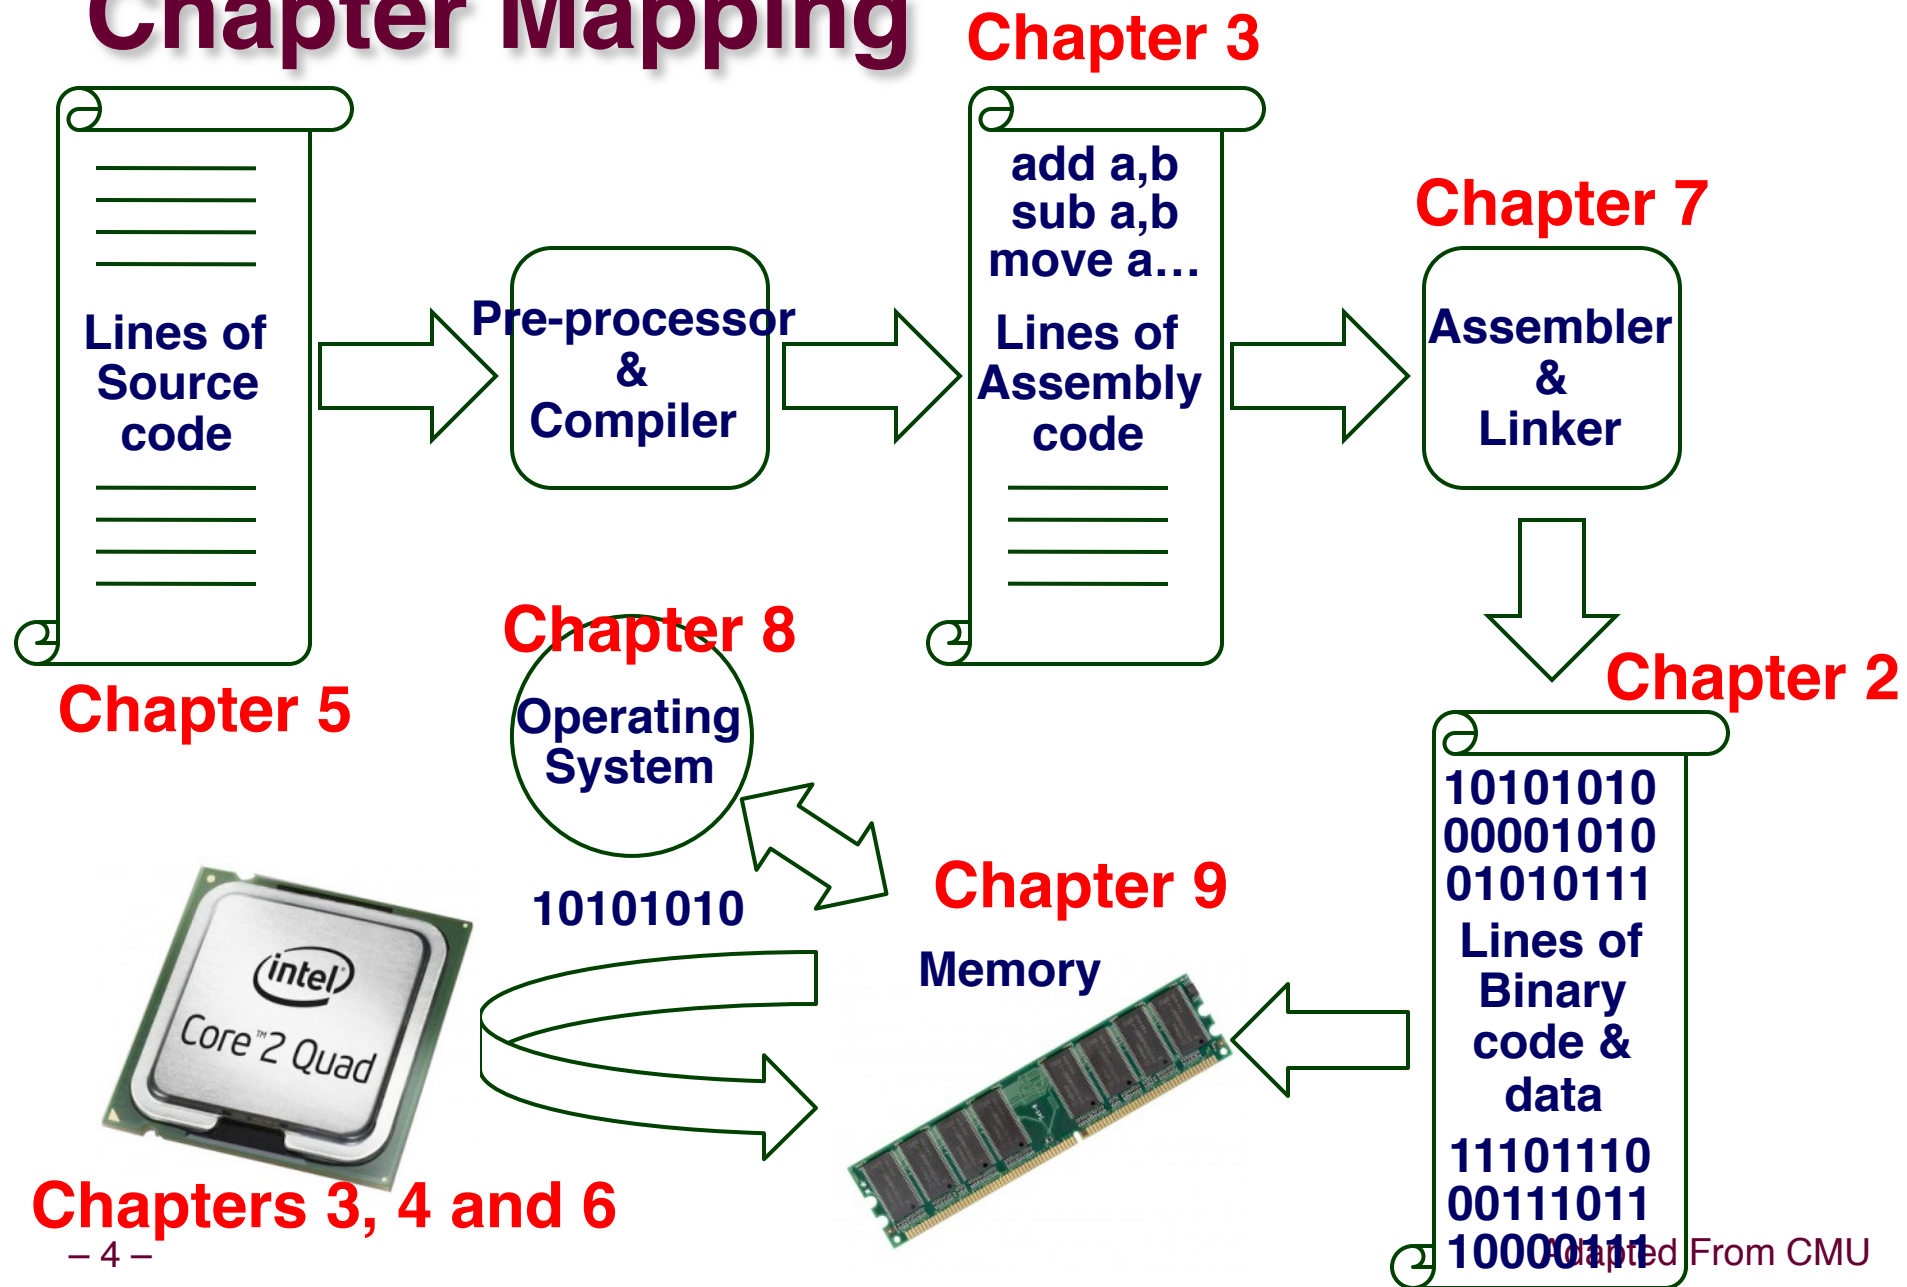 Chapter Mapping
Chapter 3
add a,b
sub a,b
move a…
Lines of
Assembly
code
Chapter 7
Lines of
Source
code
Pre-processor
&
Compiler
Assembler
&
Linker
Chapter 5
Chapter 8
Operating
System
Chapter 2
10101010
00001010
01010111
Lines of
Binary
code &
data
11101110
00111011
10000111
10101010
Chapter 9
Memory
intel
Core™2 Quad
Chapters 3, 4 and 6
– 4 –
Adapted From CMU